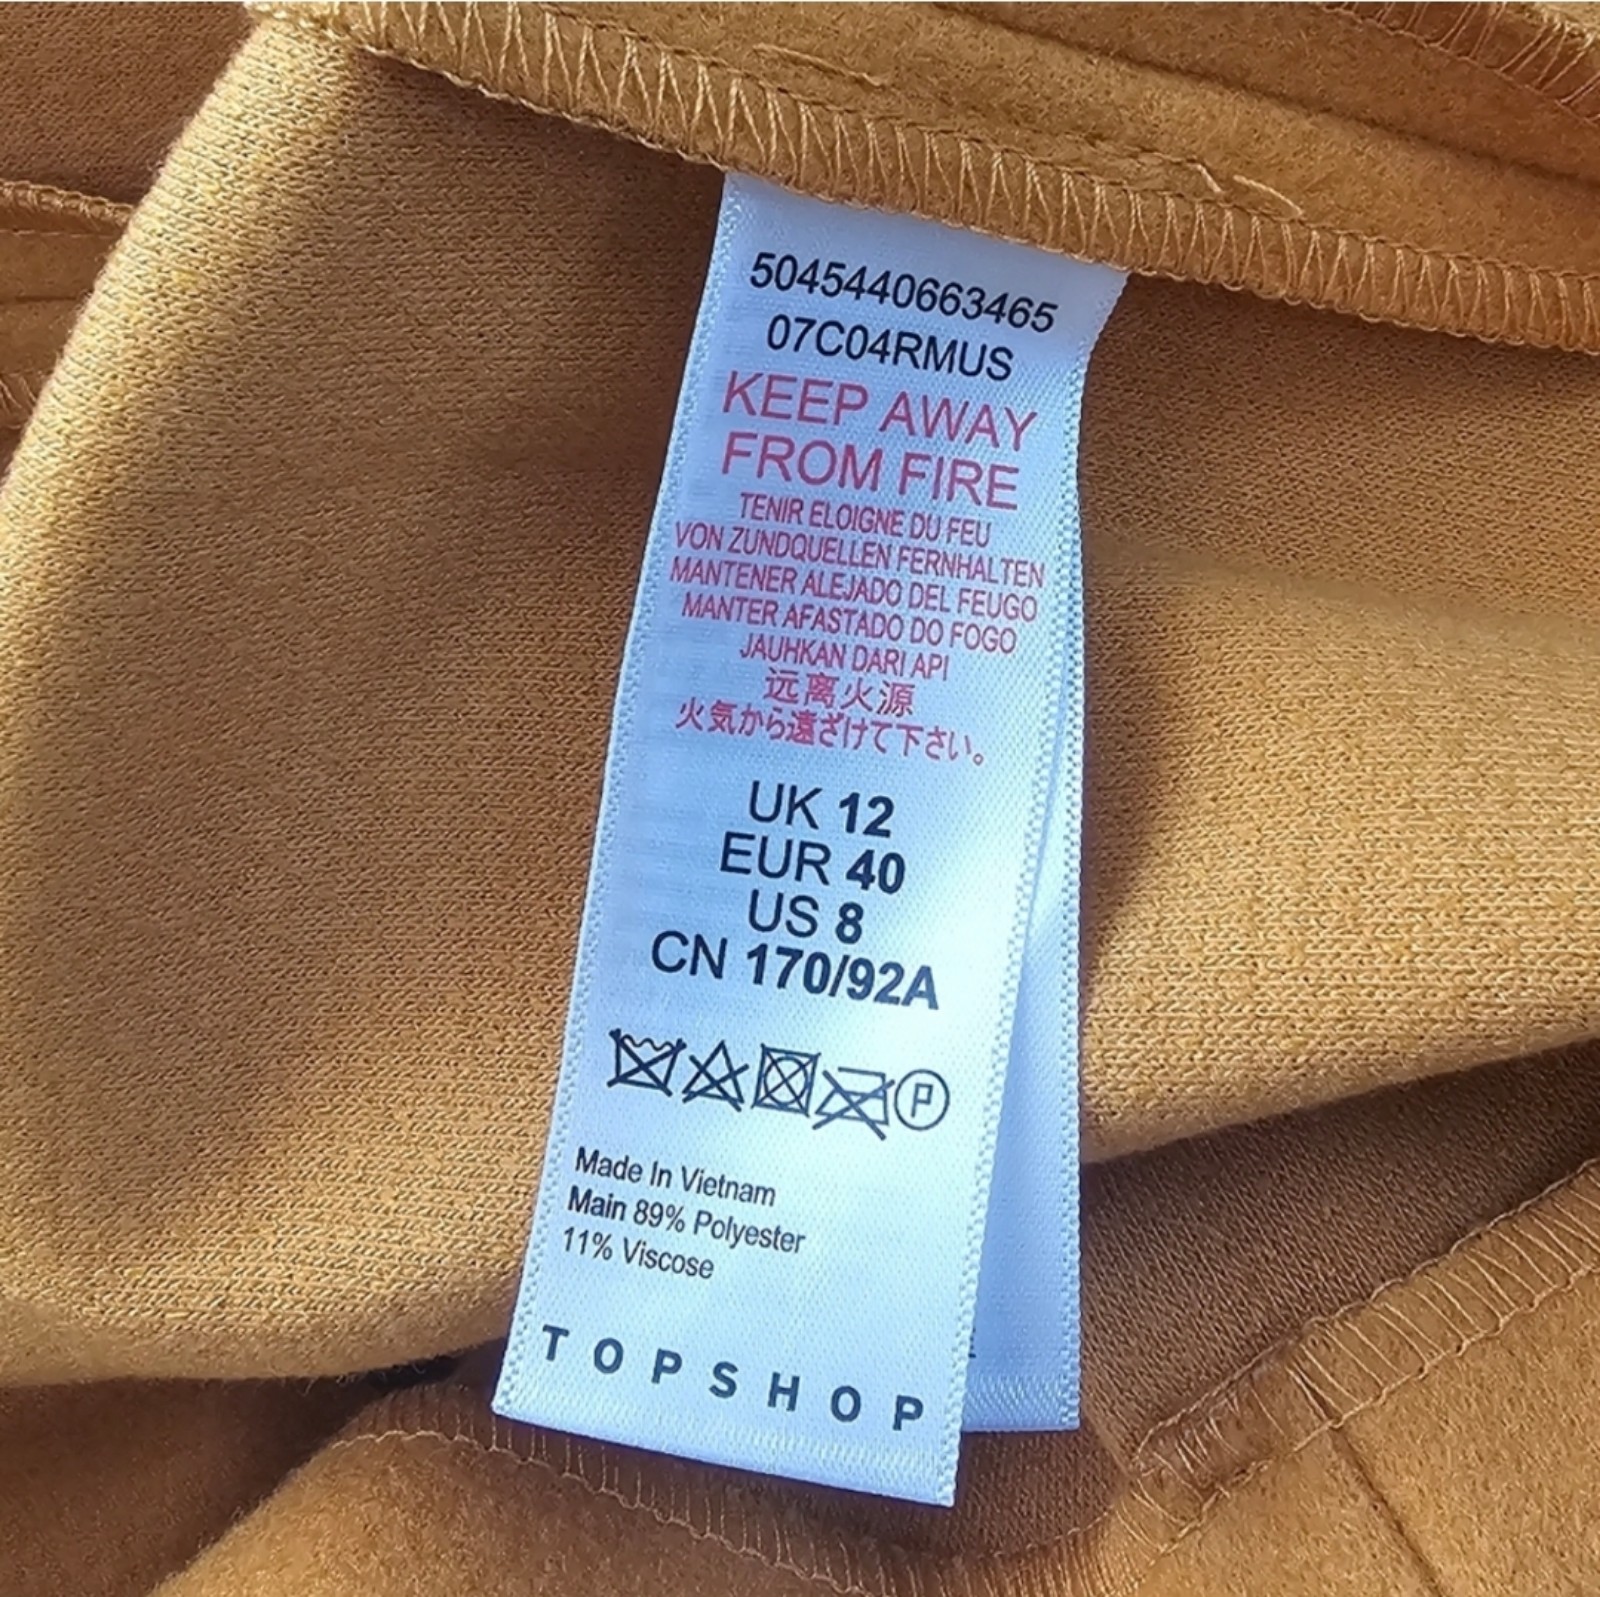 5045440663465
07C04RMUS
KEEP AWAY
FROM FIRE
TENIR ELOIGNE DU FEU
VON ZUNDQUELLEN FERNHALTEN
MANTENER ALEJADO DEL FEUGO
MANTER AFASTADO DO FOGO
JAUHKAN DARI API
远离火源
火気から遠ざけて下さい。
UK 12
EUR 40
US 8
CN 170/92A
P
Made In Vietnam
Main 89% Polyester
11% Viscose
TOPSHOP